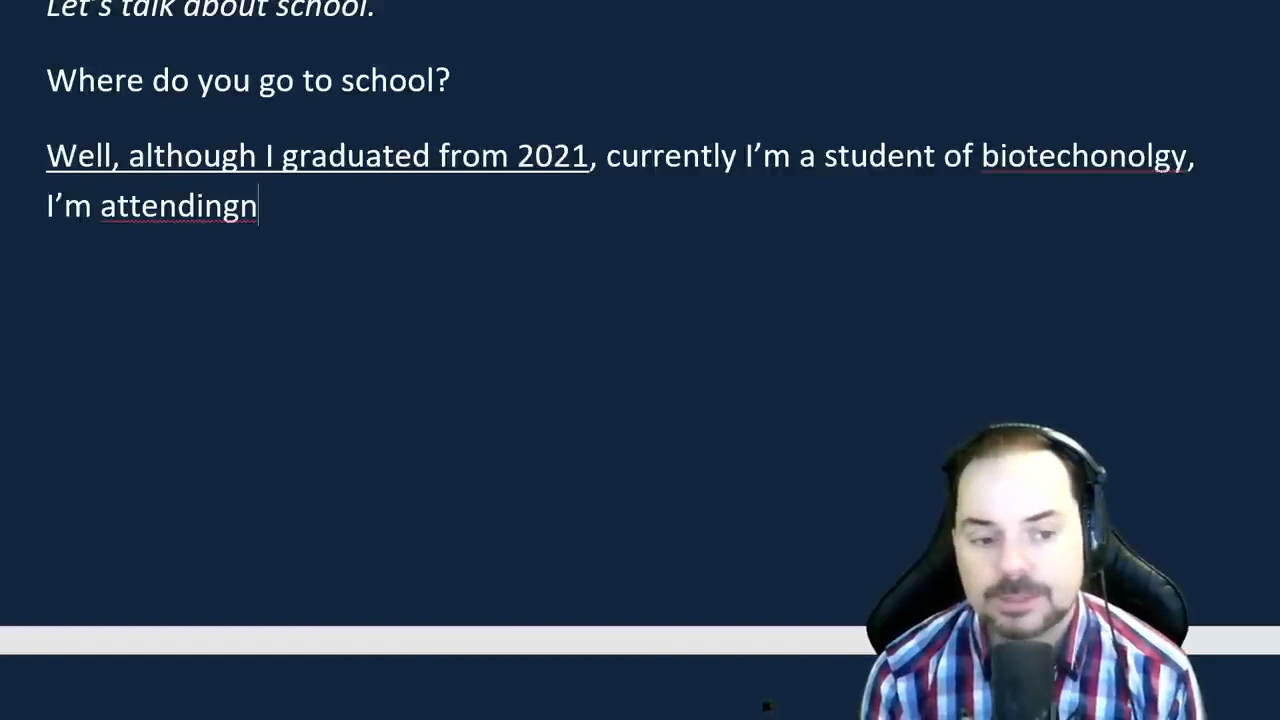 Let's talk about school.
Where do you go to school?
Well, although I graduated from 2021, currently I'm a student of biotechonolgy,
I'm attendingn